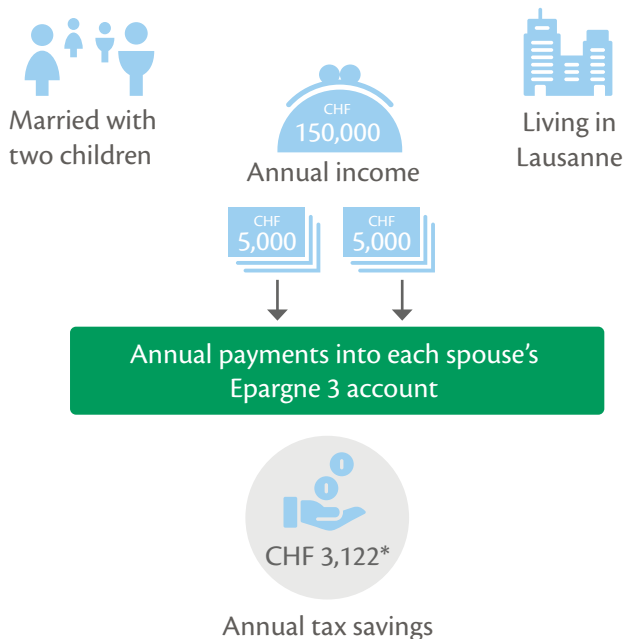 Married with
two children
CHF
150,000
Annual income
Living in
Lausanne
CHF
5,000
CHF
5,000
Annual payments into each spouse’s
Epargne 3 account
CHF 3,122*
Annual tax savings